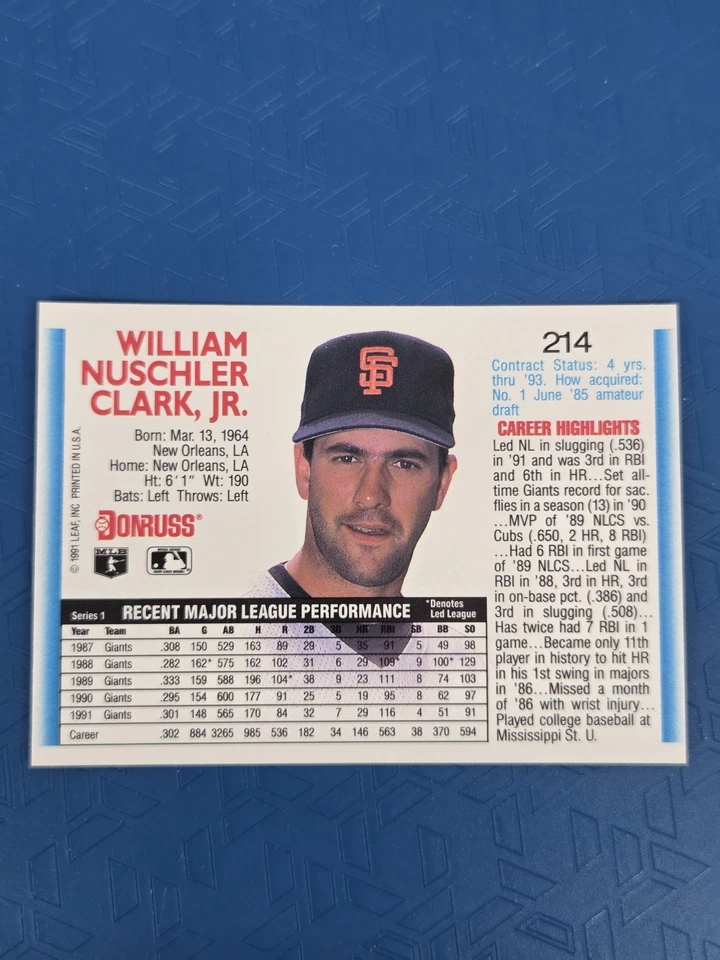 WILLIAM
NUSCHLER
CLARK, JR.
Born: Mar. 13, 1964
New Orleans, LA
Home: New Orleans, LA
Ht: 6'1" Wt: 190
Bats: Left Throws: Left
DONRUSS
MLB
© 1991 LEAF, INC PRINTED IN U.S.A.
SF
214
Contract Status: 4 yrs.
thru '93. How acquired:
No. 1 June '85 amateur
draft
CAREER HIGHLIGHTS
Led NL in slugging (.536)
in '91 and was 3rd in RBI
and 6th in HR...Set all-
time Giants record for sac.
flies in a season (13) in '90
...MVP of '89 NLCS vs.
Cubs (.650, 2 HR, 8 RBI)
...Had 6 RBI in first game
of '89 NLCS...Led NL in
RBI in '88, 3rd in HR, 3rd
in on-base pct. (.386) and
3rd in slugging (.508)...
Has twice had 7 RBI in 1
game...Became only 11th
player in history to hit HR
in his 1st swing in majors
in '86...Missed a month
of '86 with wrist injury...
Played college baseball at
Mississippi St. U.
Series 1 RECENT MAJOR LEAGUE PERFORMANCE *Denotes
Led League
Year Team BA G AB H R 2B 3B HR RBI SB BB SO
1987 Giants .308 150 529 163 89 29 5 35 91 5 49 98
1988 Giants .282 162* 575 162 102 31 6 29 109* 9 100* 129
1989 Giants .333 159 588 196 104* 38 9 23 111 8 74 103
1990 Giants .295 154 600 177 91 25 5 19 95 8 62 97
1991 Giants .301 148 565 170 84 32 7 29 116 4 51 91
Career .302 884 3265 985 536 182 34 146 563 38 370 594